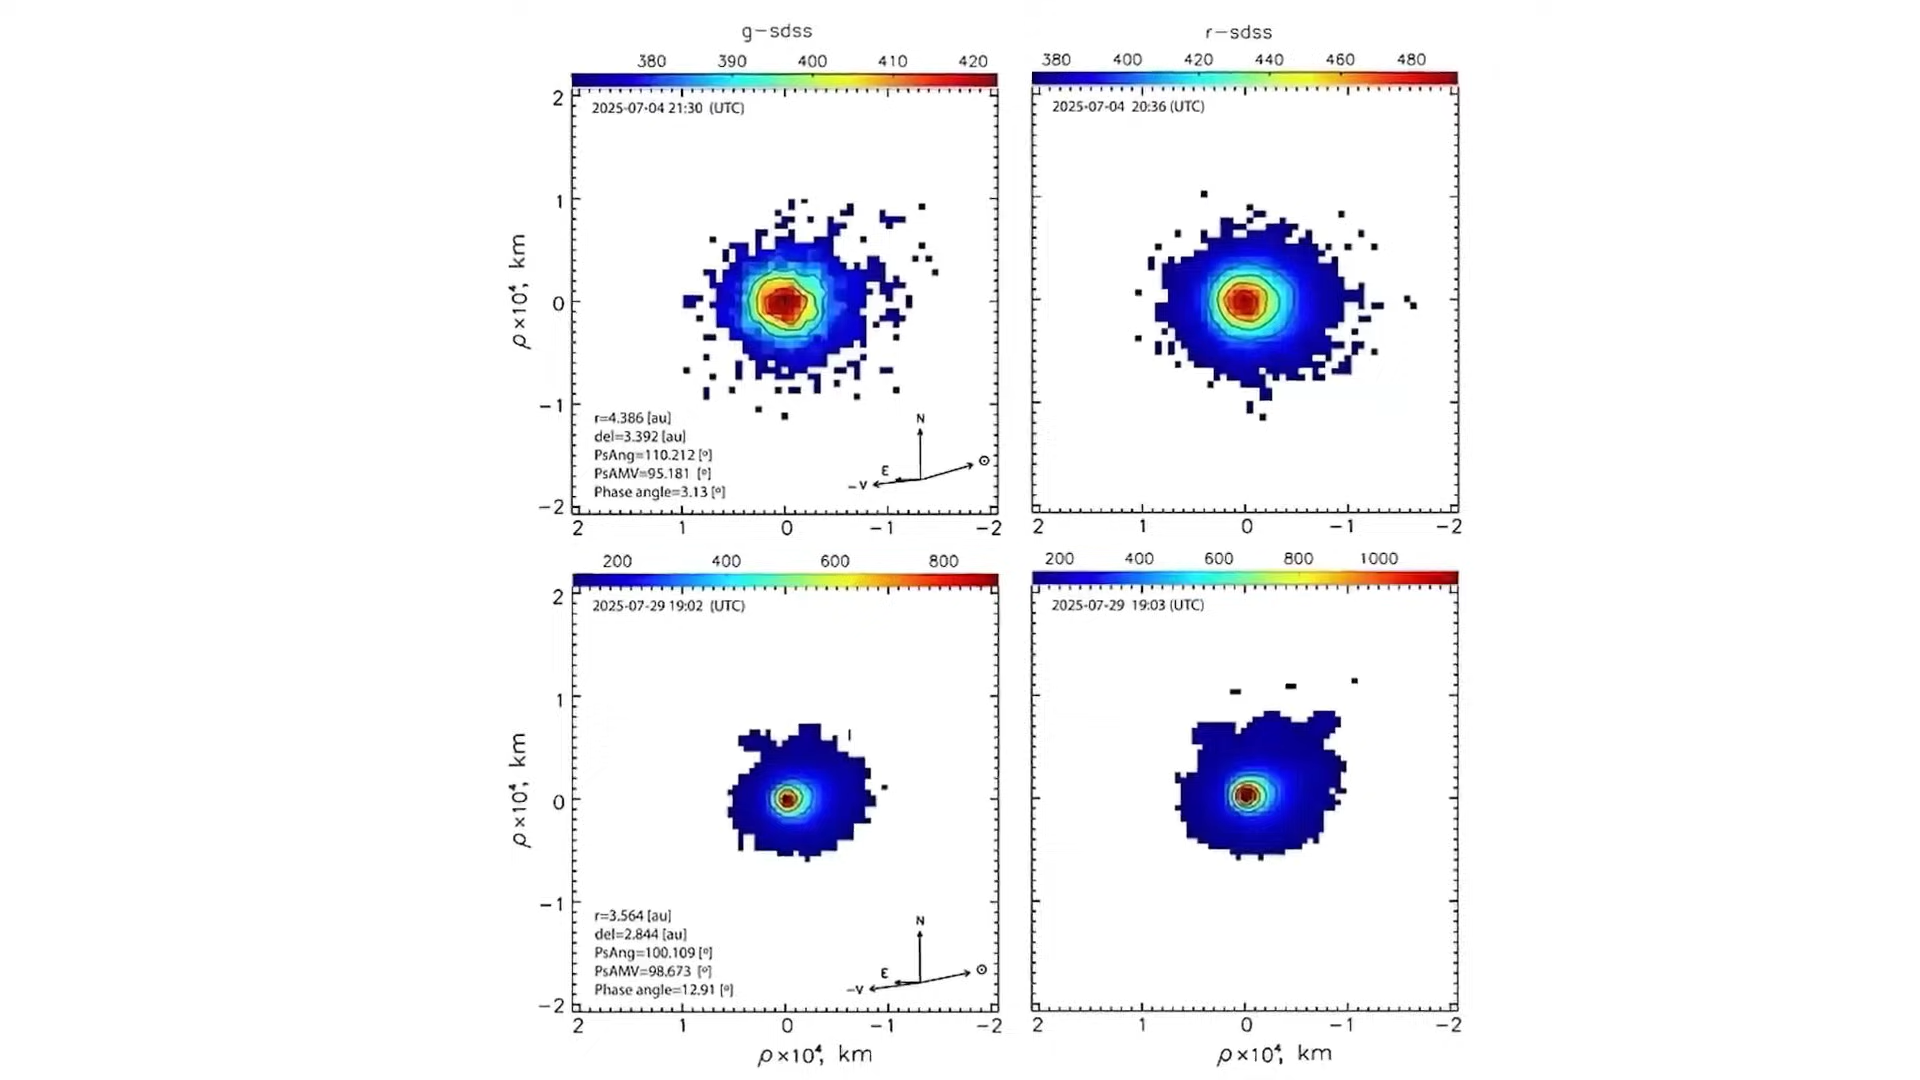 g-sdss
380 390 400 410 420
2025-07-04 21:30 (UTC)
2
1
0
-1
-2
ρ×10⁴, km
r=4.386 [au]
del=3.392 [au]
PsAng=110.212 [º]
PsAMV=95.181 [º]
Phase angle=3.13 [º]
N
E
-V
⊙
2 1 0 -1 -2
r-sdss
380 400 420 440 460 480
2025-07-04 20:36 (UTC)
2 1 0 -1 -2
200 400 600 800
2025-07-29 19:02 (UTC)
2
1
0
-1
-2
ρ×10⁴, km
r=3.564 [au]
del=2.844 [au]
PsAng=100.109 [º]
PsAMV=98.673 [º]
Phase angle=12.91 [º]
N
E
-V
⊙
2 1 0 -1 -2
ρ×10⁴, km
200 400 600 800 1000
2025-07-29 19:03 (UTC)
2 1 0 -1 -2
ρ×10⁴, km